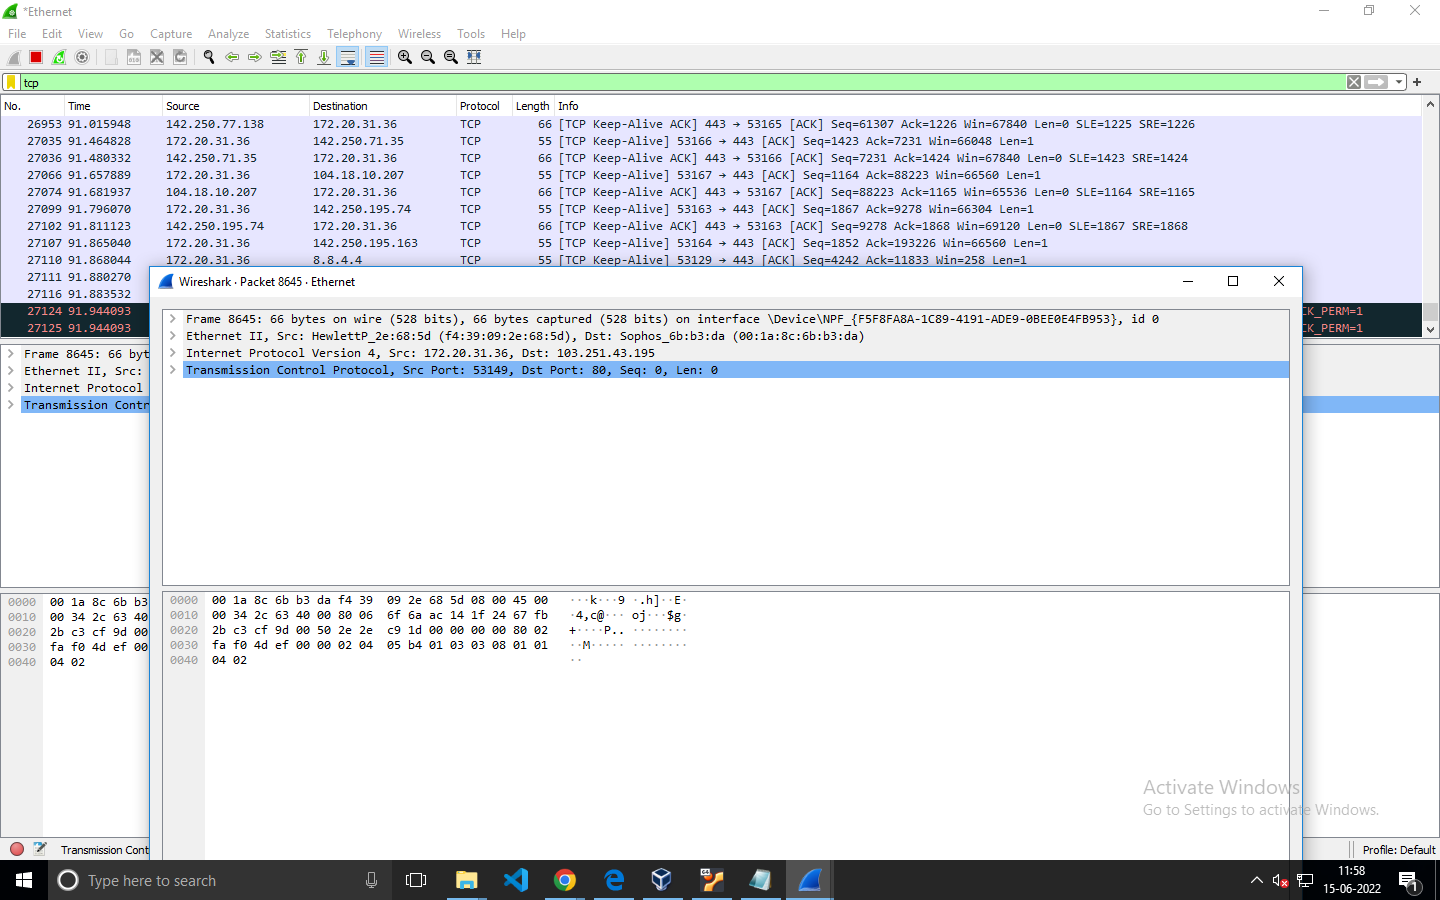 *Ethernet
File Edit View Go Capture Analyze Statistics Telephony Wireless Tools Help
tcp
No. Time Source Destination Protocol Length Info
26953 91.015948 142.250.77.138 172.20.31.36 TCP 66 [TCP Keep-Alive ACK] 443 → 53165 [ACK] Seq=61307 Ack=1226 Win=67840 Len=0 SLE=1225 SRE=1226
27035 91.464828 172.20.31.36 142.250.71.35 TCP 55 [TCP Keep-Alive] 53166 → 443 [ACK] Seq=1423 Ack=7231 Win=66048 Len=1
27036 91.480332 142.250.71.35 172.20.31.36 TCP 66 [TCP Keep-Alive ACK] 443 → 53166 [ACK] Seq=7231 Ack=1424 Win=67840 Len=0 SLE=1423 SRE=1424
27066 91.657889 172.20.31.36 104.18.10.207 TCP 55 [TCP Keep-Alive] 53167 → 443 [ACK] Seq=1164 Ack=88223 Win=66560 Len=1
27074 91.681937 104.18.10.207 172.20.31.36 TCP 66 [TCP Keep-Alive ACK] 443 → 53167 [ACK] Seq=88223 Ack=1165 Win=65536 Len=0 SLE=1164 SRE=1165
27099 91.796070 172.20.31.36 142.250.195.74 TCP 55 [TCP Keep-Alive] 53163 → 443 [ACK] Seq=1867 Ack=9278 Win=66304 Len=1
27102 91.811123 142.250.195.74 172.20.31.36 TCP 66 [TCP Keep-Alive ACK] 443 → 53163 [ACK] Seq=9278 Ack=1868 Win=69120 Len=0 SLE=1867 SRE=1868
27107 91.865040 172.20.31.36 142.250.195.163 TCP 55 [TCP Keep-Alive] 53164 → 443 [ACK] Seq=1852 Ack=193226 Win=66560 Len=1
27110 91.868044 172.20.31.36 8.8.4.4 TCP 55 [TCP Keep-Alive] 53129 → 443 [ACK] Seq=4242 Ack=11833 Win=258 Len=1
27111 91.880270
27116 91.883532
27124 91.944093 CK_PERM=1
27125 91.944093 CK_PERM=1
Frame 8645: 66 byt
Ethernet II, Src:
Internet Protocol
Transmission Contr
0000 00 1a 8c 6b b3
0010 00 34 2c 63 40
0020 2b c3 cf 9d 00
0030 fa f0 4d ef 00
0040 04 02
Wireshark · Packet 8645 · Ethernet
Frame 8645: 66 bytes on wire (528 bits), 66 bytes captured (528 bits) on interface \Device\NPF_{F5F8FA8A-1C89-4191-ADE9-0BEE0E4FB953}, id 0
Ethernet II, Src: HewlettP_2e:68:5d (f4:39:09:2e:68:5d), Dst: Sophos_6b:b3:da (00:1a:8c:6b:b3:da)
Internet Protocol Version 4, Src: 172.20.31.36, Dst: 103.251.43.195
Transmission Control Protocol, Src Port: 53149, Dst Port: 80, Seq: 0, Len: 0
0000 00 1a 8c 6b b3 da f4 39 09 2e 68 5d 08 00 45 00 ···k···9 ·.h]··E·
0010 00 34 2c 63 40 00 80 06 6f 6a ac 14 1f 24 67 fb ·4,c@··· oj···$g·
0020 2b c3 cf 9d 00 50 2e 2e c9 1d 00 00 00 00 80 02 +····P.. ········
0030 fa f0 4d ef 00 00 02 04 05 b4 01 03 03 08 01 01 ··M····· ········
0040 04 02 ··
Activate Windows
Go to Settings to activate Windows.
Transmission Cont
Profile: Default
Type here to search
64
11:58
15-06-2022
1